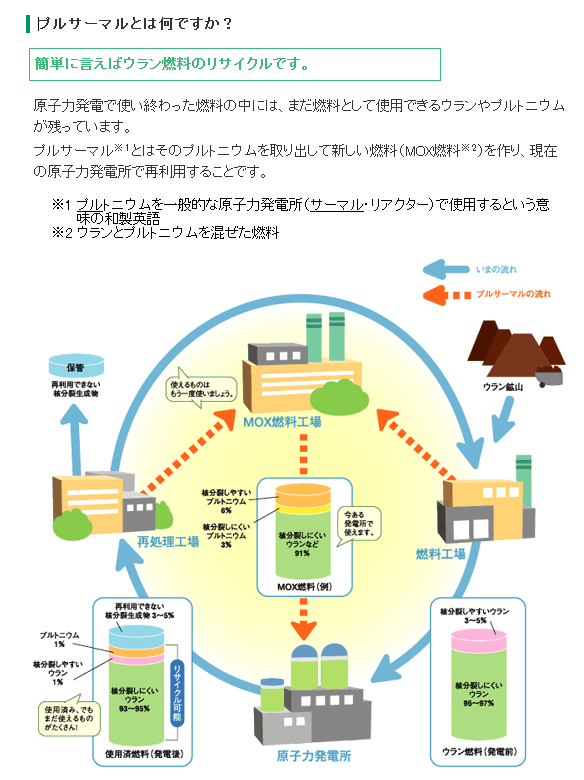 プルサーマルとは何ですか？
簡単に言えばウラン燃料のリサイクルです。
原子力発電で使い終わった燃料の中には、まだ燃料として使用できるウランやプルトニウム
が残っています。
プルサーマル※1とはそのプルトニウムを取り出して新しい燃料（MOX燃料※2）を作り、現在
の原子力発電所で再利用することです。
※1 プルトニウムを一般的な原子力発電所（サーマル・リアクター）で使用するという意
味の和製英語
※2 ウランとプルトニウムを混ぜた燃料
いまの流れ
プルサーマルの流れ
保管
再利用できない
核分裂生成物
使えるものは
もう一度使いましょう。
MOX燃料工場
ウラン鉱山
再処理工場
核分裂しやすい
プルトニウム
6%
核分裂しにくい
プルトニウム
3%
核分裂しにくい
ウランなど
91%
今ある
発電所で
使えます。
MOX燃料（例）
燃料工場
再利用できない
核分裂生成物 3〜5%
プルトニウム
1%
核分裂しやすい
ウラン
1%
核分裂しにくい
ウラン
93〜95%
リサイクル可能
使用済み、でも
まだ使えるもの
がたくさん！
使用済燃料（発電後）
原子力発電所
核分裂しやすいウラン
3〜5%
核分裂しにくい
ウラン
95〜97%
ウラン燃料（発電前）